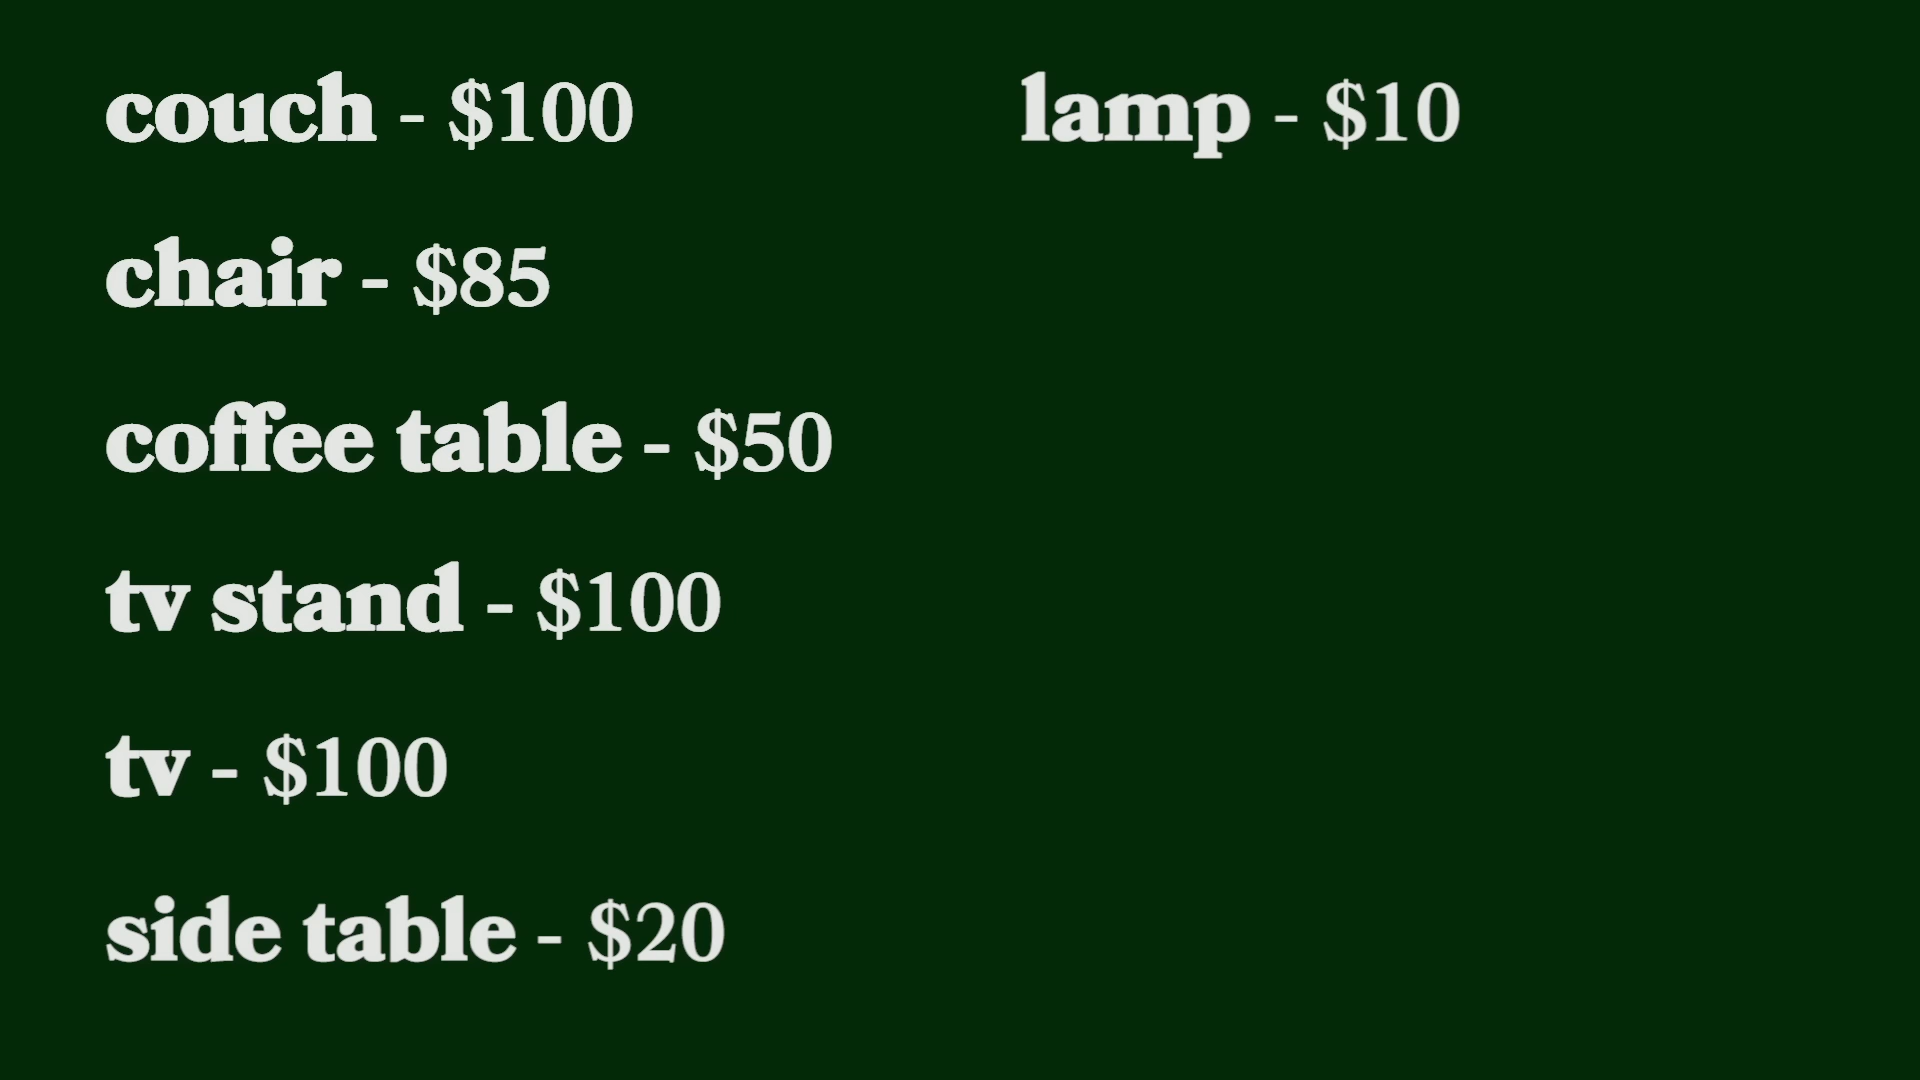 couch - $100
chair - $85
coffee table - $50
tv stand - $100
tv - $100
side table - $20
lamp - $10